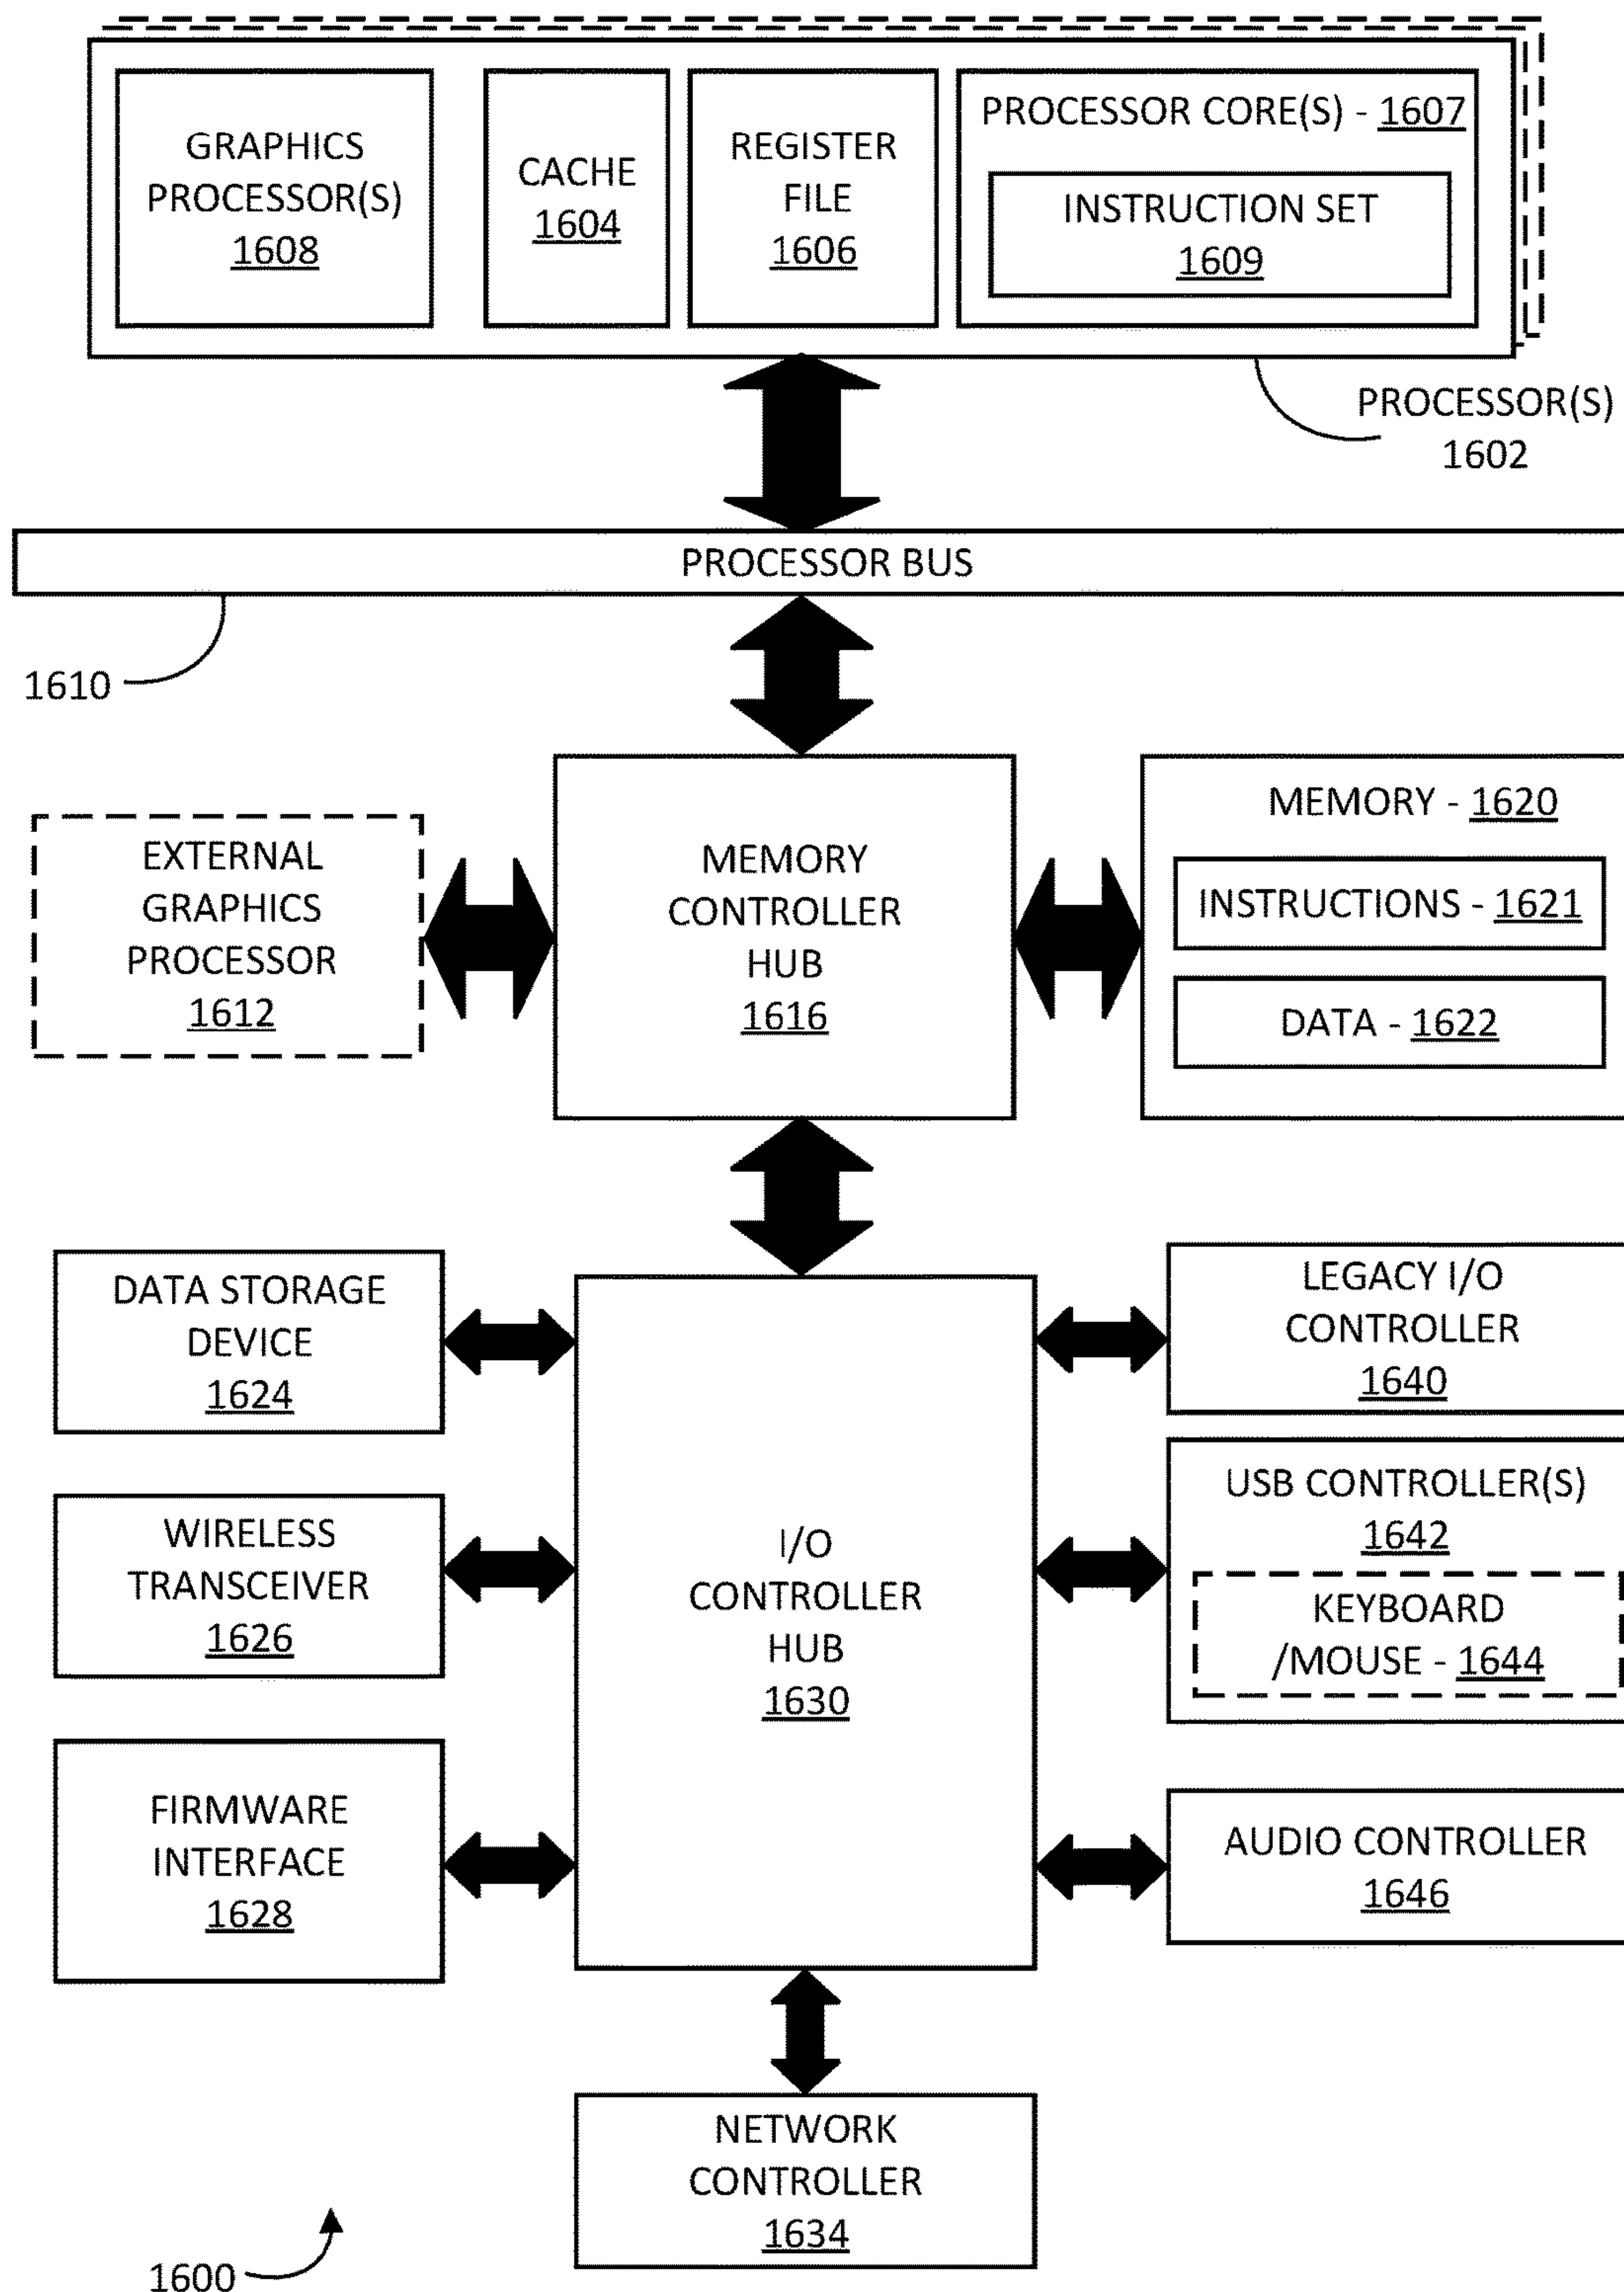 GRAPHICS
PROCESSOR(S)
1608
CACHE
1604
REGISTER
FILE
1606
PROCESSOR CORE(S) - 1607
INSTRUCTION SET
1609
PROCESSOR(S)
1602
PROCESSOR BUS
1610
EXTERNAL
GRAPHICS
PROCESSOR
1612
MEMORY
CONTROLLER
HUB
1616
MEMORY - 1620
INSTRUCTIONS - 1621
DATA - 1622
DATA STORAGE
DEVICE
1624
WIRELESS
TRANSCEIVER
1626
FIRMWARE
INTERFACE
1628
I/O
CONTROLLER
HUB
1630
LEGACY I/O
CONTROLLER
1640
USB CONTROLLER(S)
1642
KEYBOARD
/MOUSE - 1644
AUDIO CONTROLLER
1646
NETWORK
CONTROLLER
1634
1600